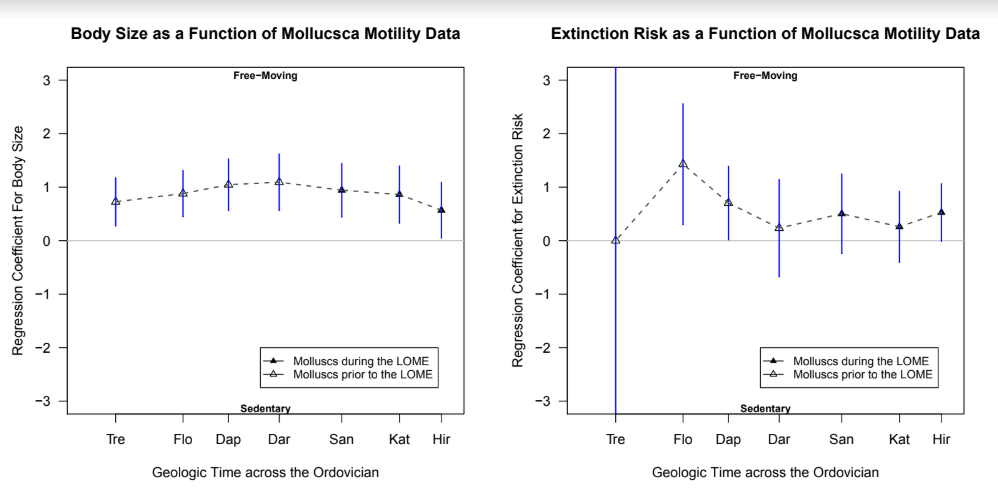 Body Size as a Function of Mollucsca Motility Data
Free−Moving
3
2
1
0
−1
−2
−3
Regression Coefficient For Body Size
Molluscs during the LOME
Molluscs prior to the LOME
Sedentary
Tre Flo Dap Dar San Kat Hir
Geologic Time across the Ordovician
Extinction Risk as a Function of Mollucsca Motility Data
Free−Moving
3
2
1
0
−1
−2
−3
Regression Coefficient for Extinction Risk
Molluscs during the LOME
Molluscs prior to the LOME
Sedentary
Tre Flo Dap Dar San Kat Hir
Geologic Time across the Ordovician